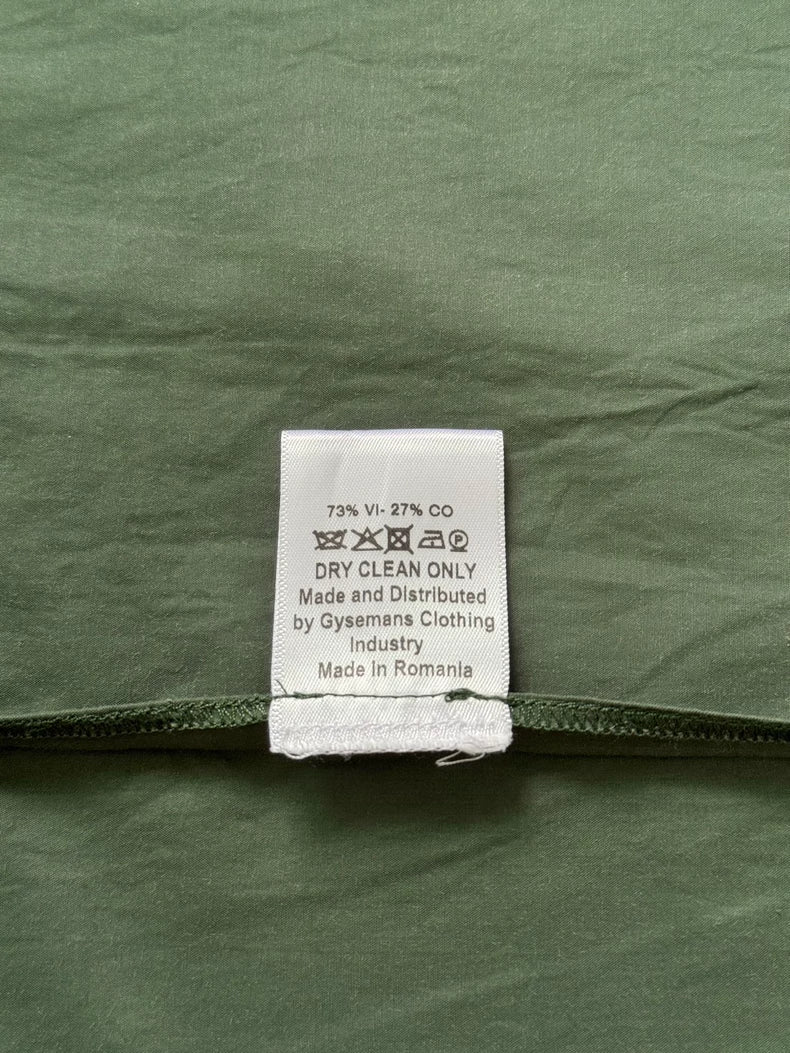 73% VI- 27% CO
P
DRY CLEAN ONLY
Made and Distributed
by Gysemans Clothing
Industry
Made in Romania